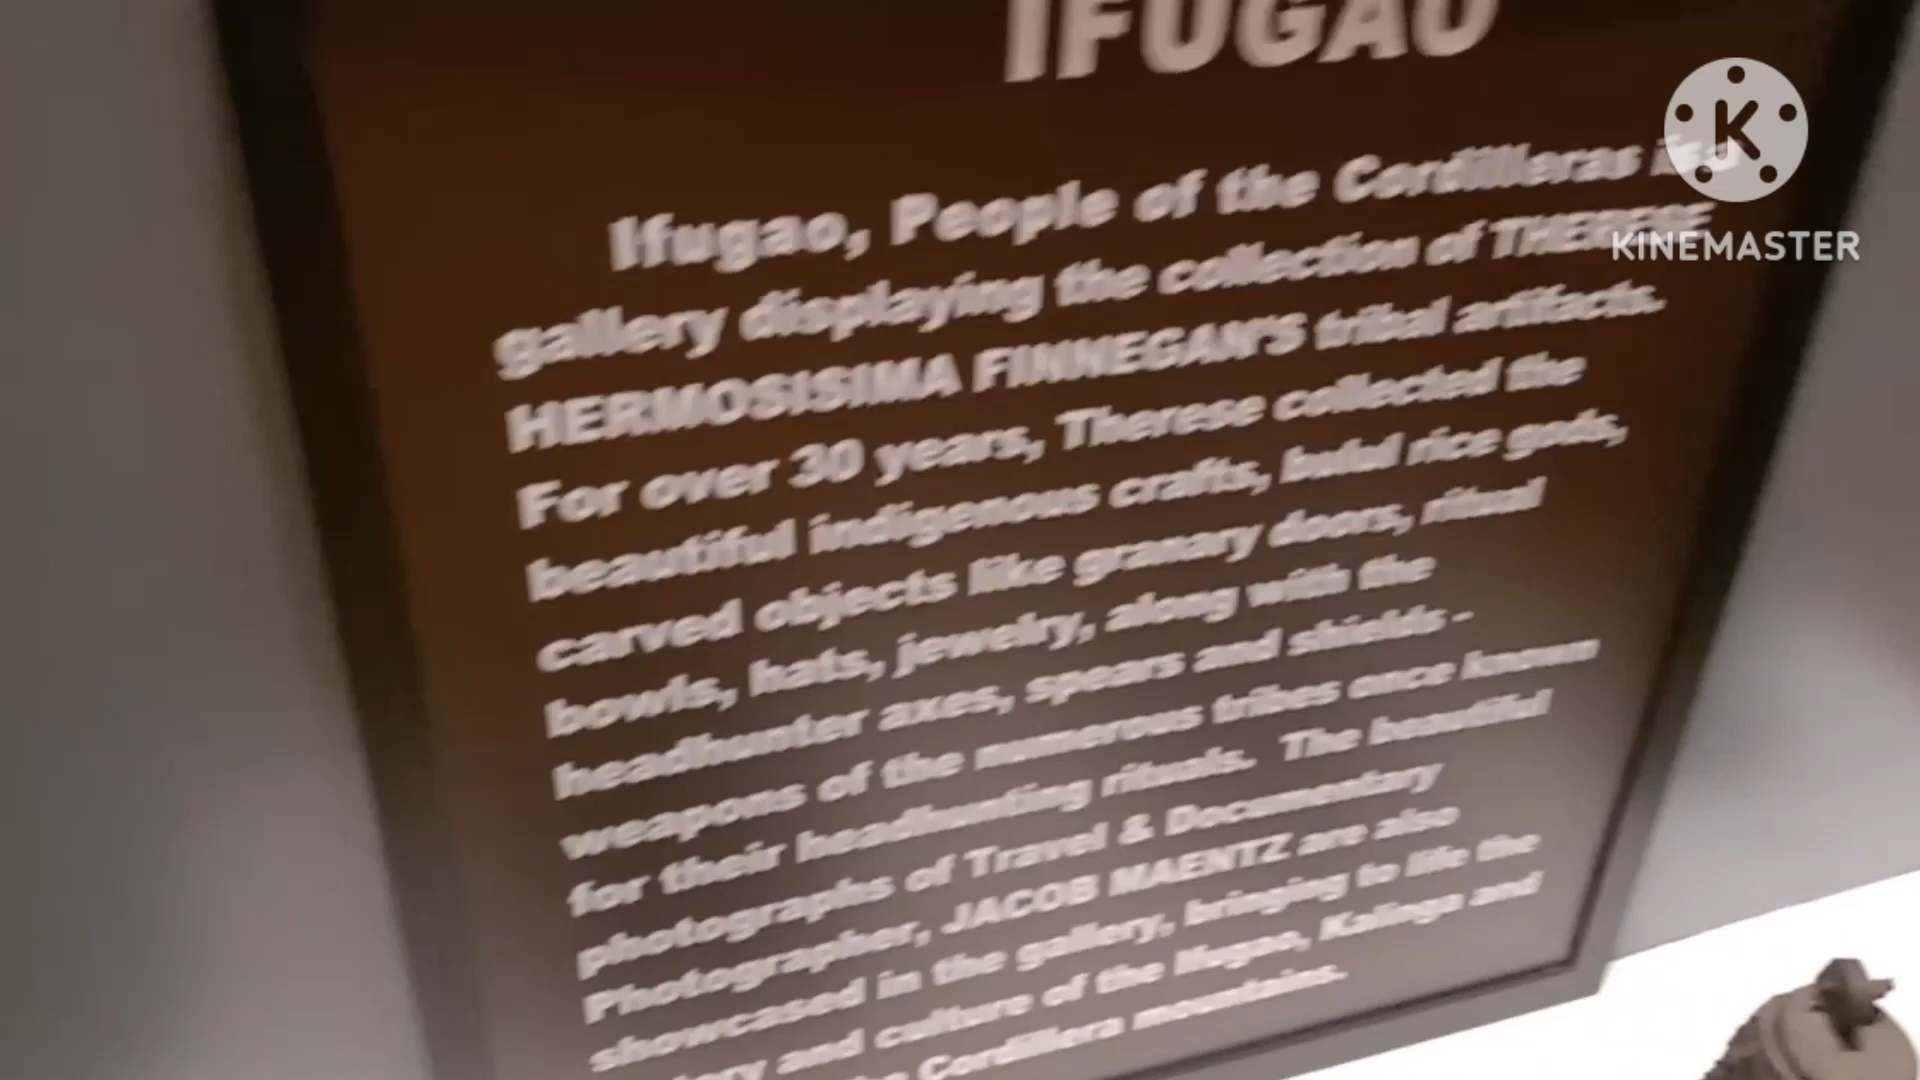 IFUGAO
K
KINEMASTER
Ifugao, People of the Cordilleras is a
gallery displaying the collection of THERESE
HERMOSISIMA FINNEGAN'S tribal artifacts.
For over 30 years, Therese collected the
beautiful indigenous crafts, bulul rice gods,
carved objects like granary doors, ritual
bowls, hats, jewelry, along with the
headhunter axes, spears and shields -
weapons of the numerous tribes once known
for their headhunting rituals. The beautiful
photographs of Travel & Documentary
Photographer, JACOB MAENTZ are also
showcased in the gallery, bringing to life the
and culture of the Ifugao, Kalinga and
Cordillera mountains.